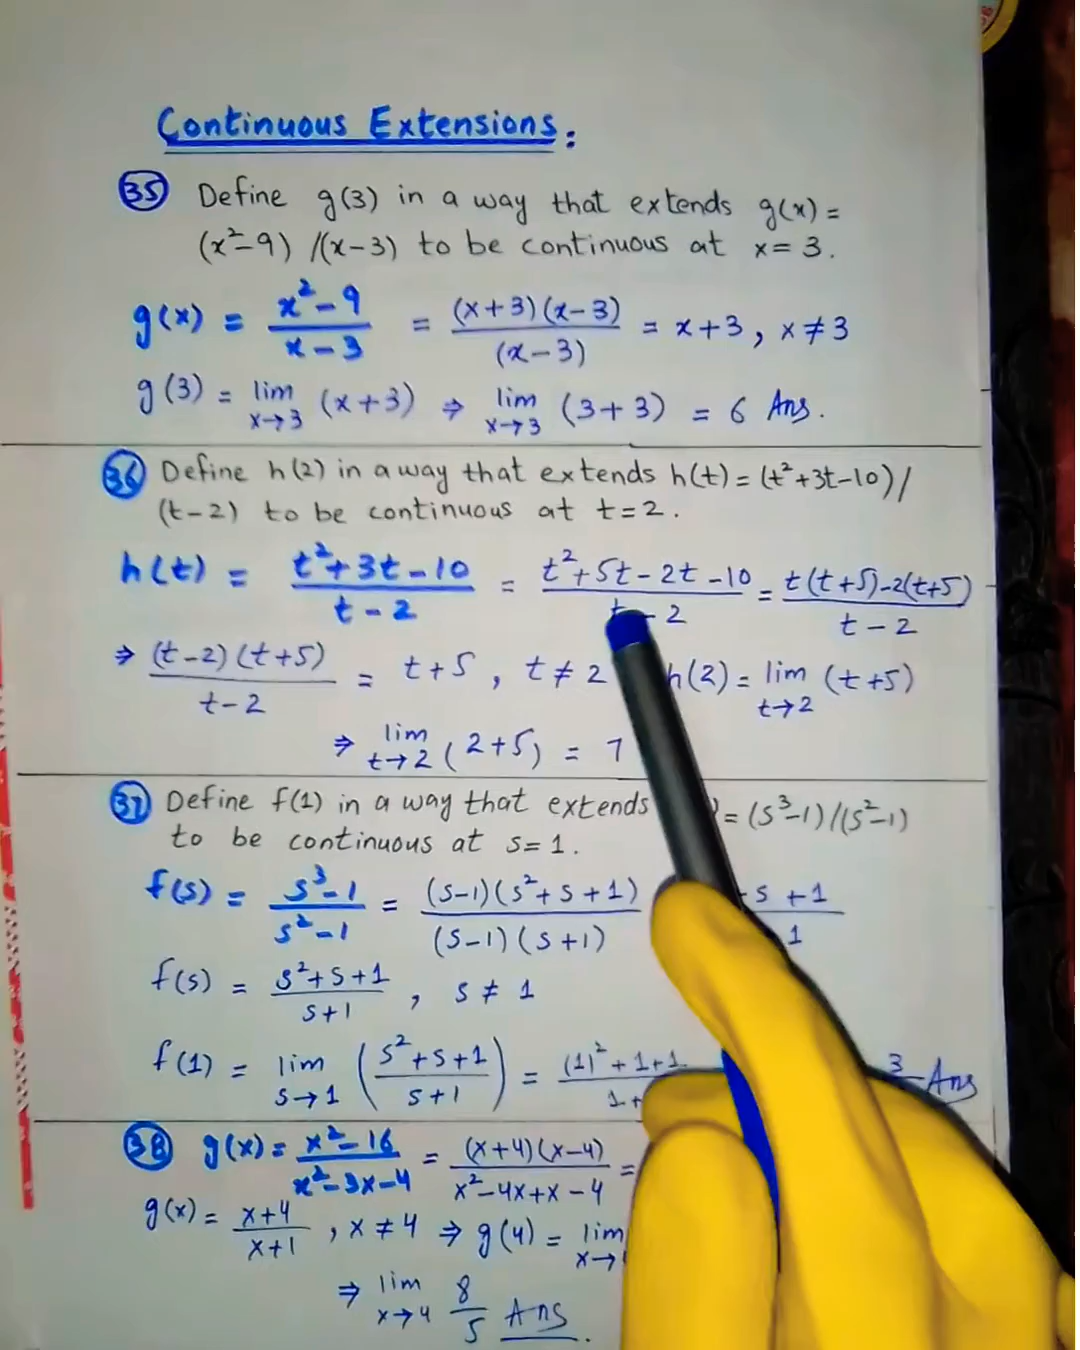 Continuous Extensions:
35 Define g(3) in a way that extends g(x) =
(x²-9) /(x-3) to be continuous at x=3.
g(x) = x²-9 / x-3 = (x+3)(x-3) / (x-3) = x+3, x≠3
g(3) = lim x→3 (x+3) ⇒ lim x→3 (3+3) = 6 Ans.
36 Define h(2) in a way that extends h(t) = (t²+3t-10)/
(t-2) to be continuous at t=2.
h(t) = t²+3t-10 / t-2 = t²+5t-2t-10 / t-2 = t(t+5)-2(t+5) / t-2
⇒ (t-2)(t+5) / t-2 = t+5, t≠2 h(2) = lim t→2 (t+5)
⇒ lim t→2 (2+5) = 7
37 Define f(1) in a way that extends = (s³-1)/(s²-1)
to be continuous at s=1.
f(s) = s³-1 / s²-1 = (s-1)(s²+s+1) / (s-1)(s+1) s+1 / 1
f(s) = s²+s+1 / s+1, s≠1
f(1) = lim s→1 (s²+s+1 / s+1) = (1)²+1+1 / 1+ 3 Ans
38 g(x) = x²-16 / x²-3x-4 = (x+4)(x-4) / x²-4x+x-4 =
g(x) = x+4 / x+1, x≠4 ⇒ g(4) = lim x→
⇒ lim x→4 8/5 Ans.